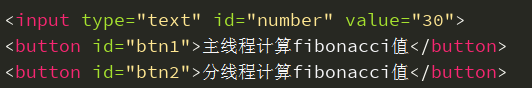 <input type="text" id="number" value="30">
<button id="btn1">主线程计算fibonacci值</button>
<button id="btn2">分线程计算fibonacci值</button>